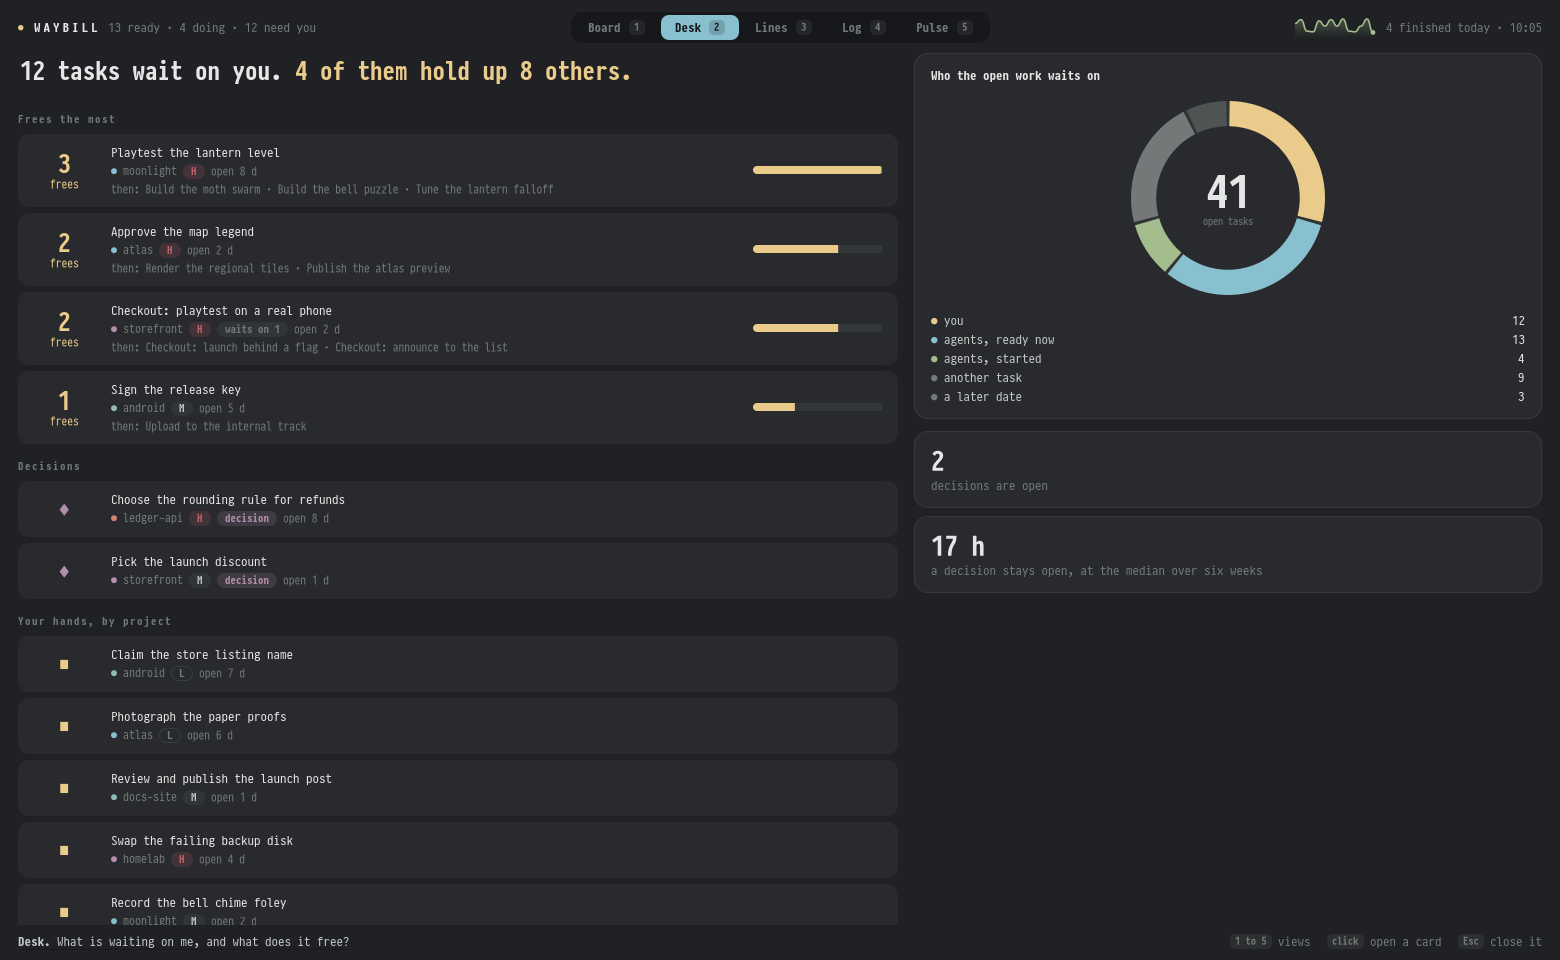 WAYBILL 13 ready • 4 doing • 12 need you
Board 1 Desk 2 Lines 3 Log 4 Pulse 5
4 finished today • 10:05
12 tasks wait on you. 4 of them hold up 8 others.
Frees the most
3 frees
Playtest the lantern level
moonlight H open 8 d
then: Build the moth swarm • Build the bell puzzle • Tune the lantern falloff
2 frees
Approve the map legend
atlas H open 2 d
then: Render the regional tiles • Publish the atlas preview
2 frees
Checkout: playtest on a real phone
storefront H waits on 1 open 2 d
then: Checkout: launch behind a flag • Checkout: announce to the list
1 frees
Sign the release key
android M open 5 d
then: Upload to the internal track
Decisions
Choose the rounding rule for refunds
ledger-api H decision open 8 d
Pick the launch discount
storefront M decision open 1 d
Your hands, by project
Claim the store listing name
android L open 7 d
Photograph the paper proofs
atlas L open 6 d
Review and publish the launch post
docs-site M open 1 d
Swap the failing backup disk
homelab H open 4 d
Record the bell chime foley
moonlight M open 2 d
Who the open work waits on
41
open tasks
you 12
agents, ready now 13
agents, started 4
another task 9
a later date 3
2
decisions are open
17 h
a decision stays open, at the median over six weeks
Desk. What is waiting on me, and what does it free?
1 to 5 views click open a card Esc close it